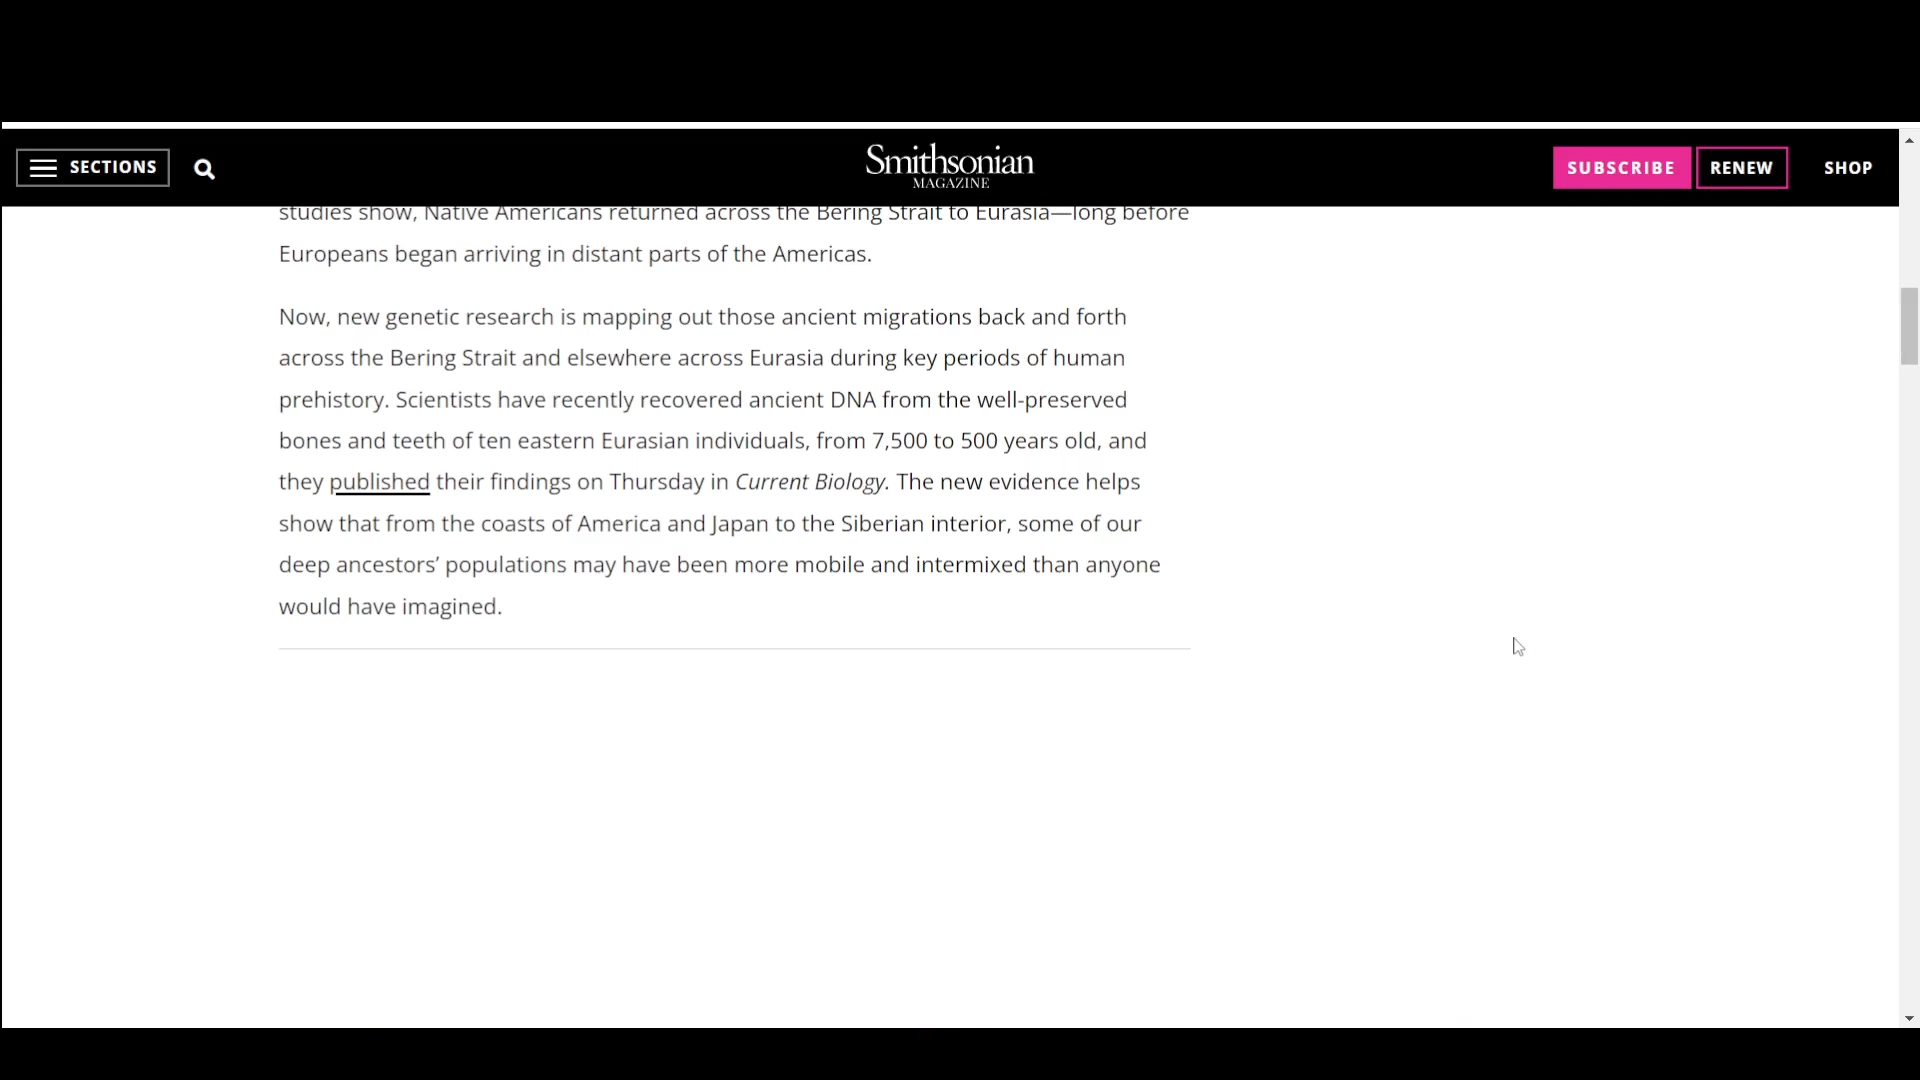 SECTIONS
Smithsonian
MAGAZINE
SUBSCRIBE
RENEW
SHOP
studies show, Native Americans returned across the Bering Strait to Eurasia—long before
Europeans began arriving in distant parts of the Americas.
Now, new genetic research is mapping out those ancient migrations back and forth
across the Bering Strait and elsewhere across Eurasia during key periods of human
prehistory. Scientists have recently recovered ancient DNA from the well-preserved
bones and teeth of ten eastern Eurasian individuals, from 7,500 to 500 years old, and
they published their findings on Thursday in Current Biology. The new evidence helps
show that from the coasts of America and Japan to the Siberian interior, some of our
deep ancestors’ populations may have been more mobile and intermixed than anyone
would have imagined.